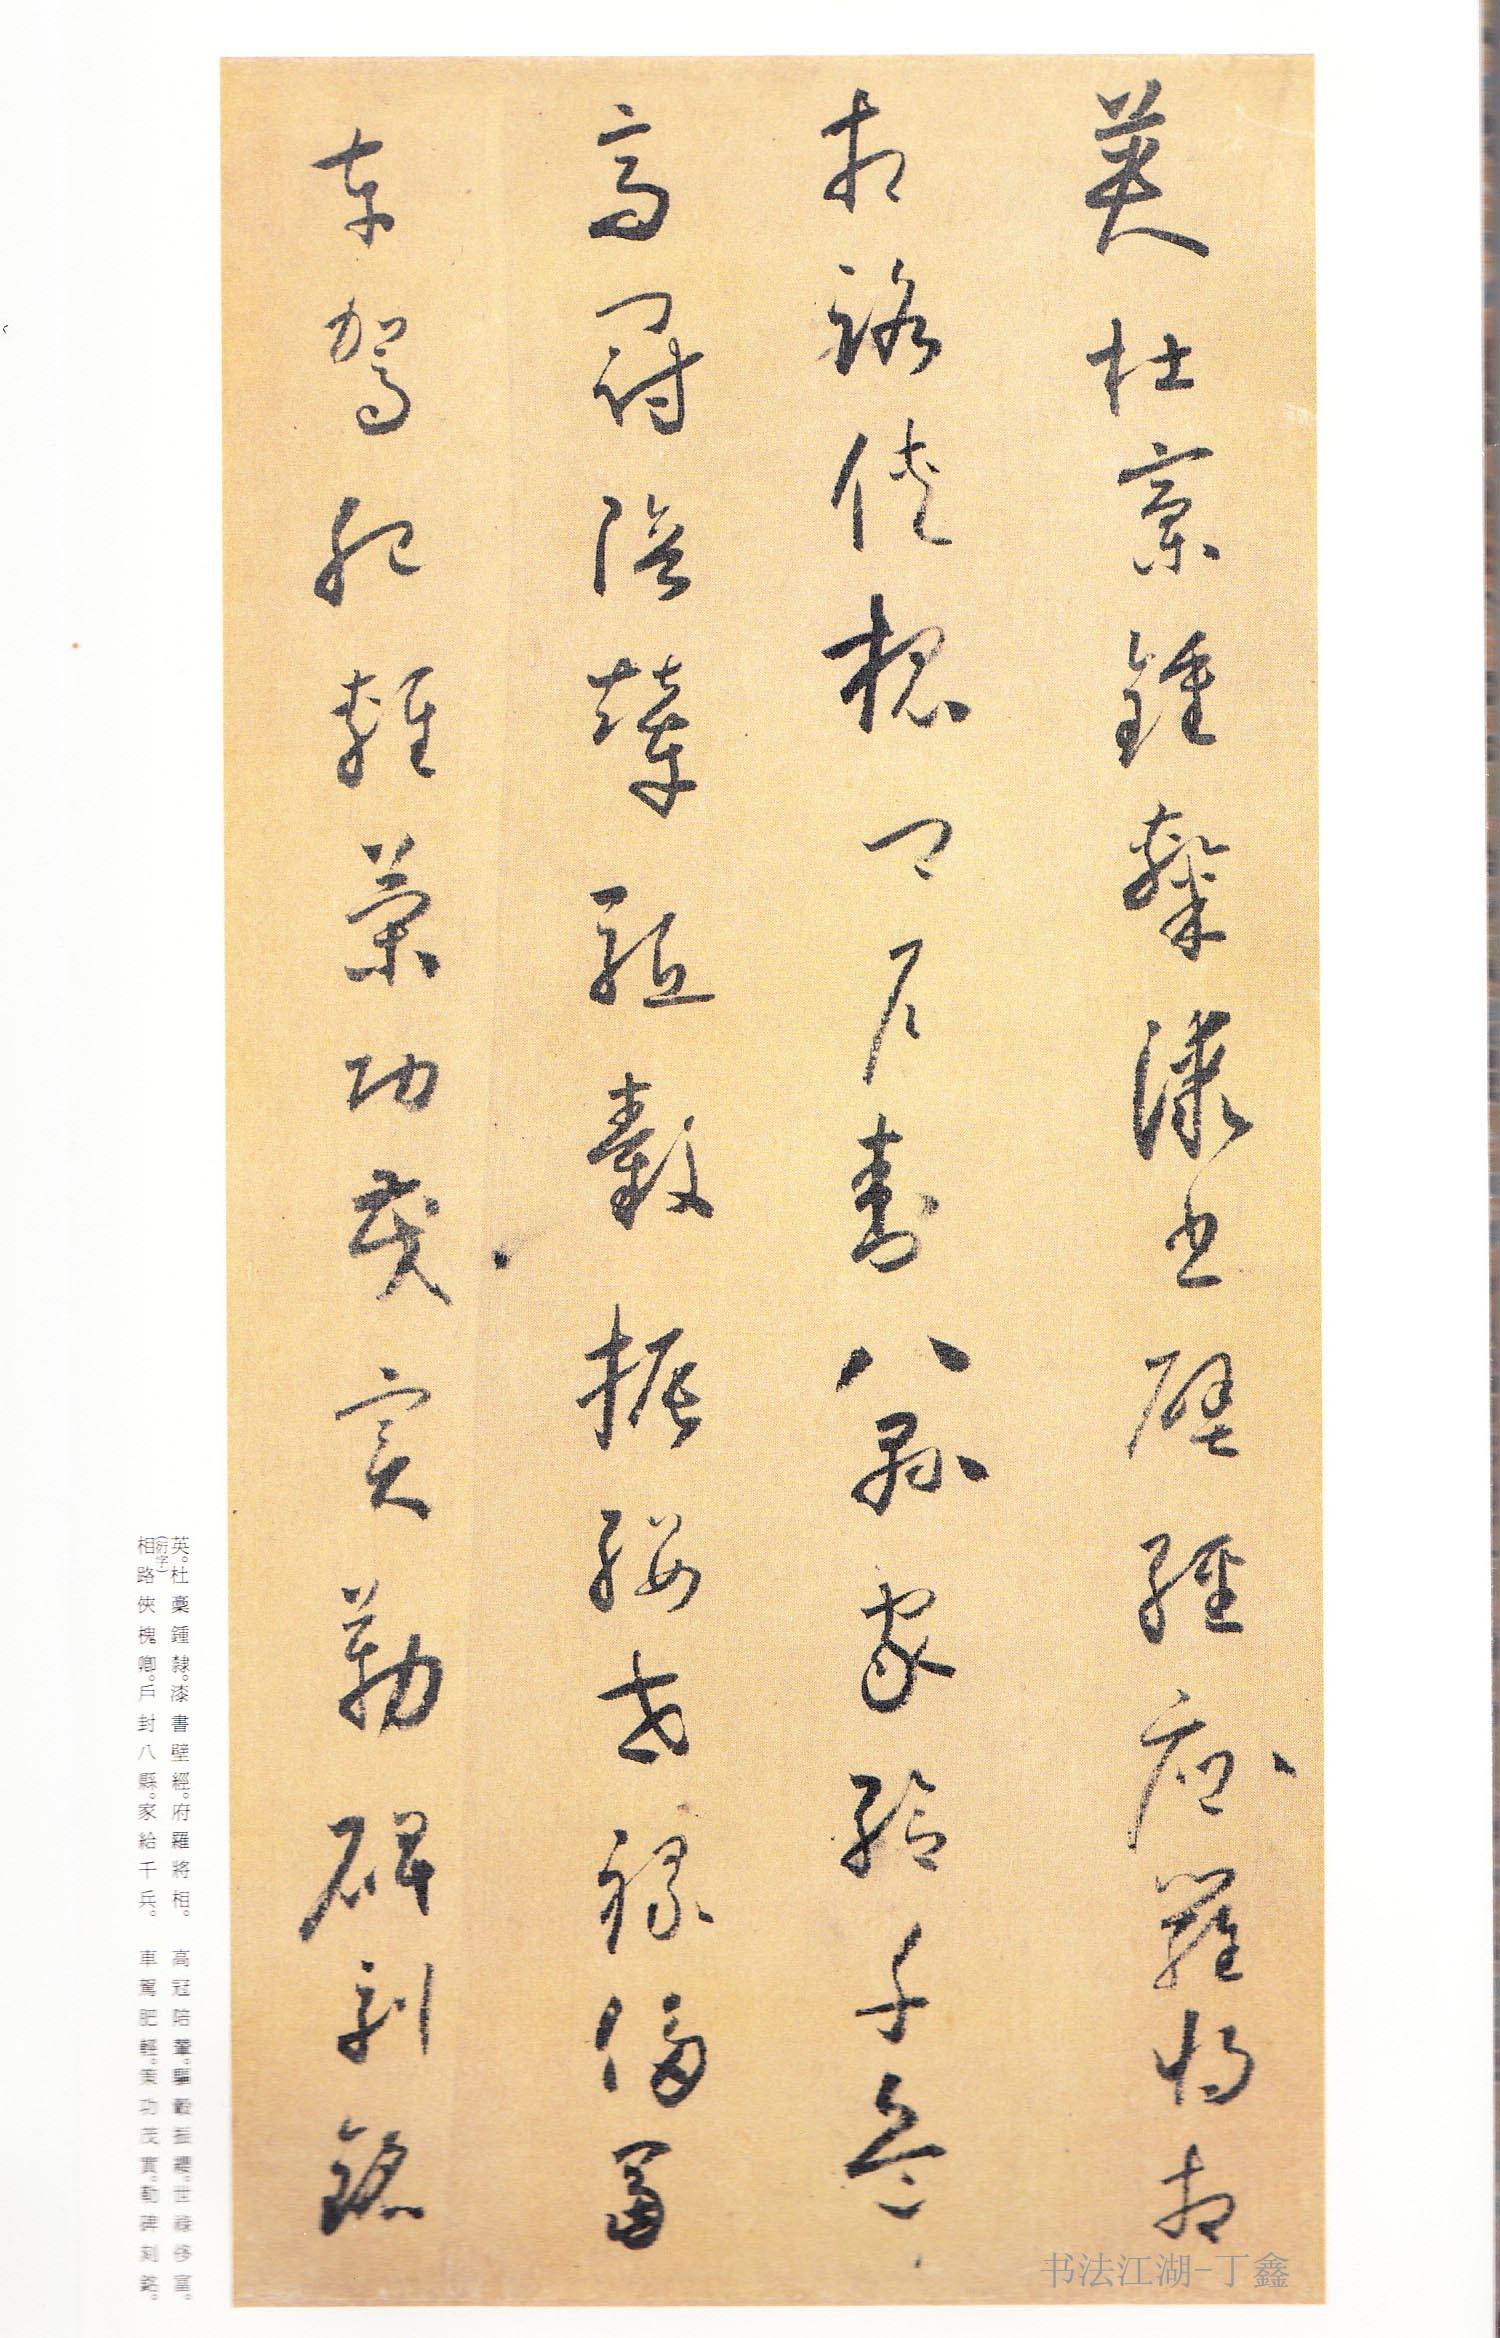 英杜稾鍾隸漆書壁經府羅將相
相路俠槐卿戶封八縣家給千兵
高冠陪輦驅轂振纓世祿侈富
車駕肥輕策功茂實勒碑刻銘
英。杜稾鍾隸。漆書壁經。府羅將相。　高冠陪輦。驅轂振纓。世祿侈富。
(衍字)
相路俠槐卿。戶封八縣。家給千兵。　車駕肥輕。策功茂實。勒碑刻銘。
书法江湖-丁鑫